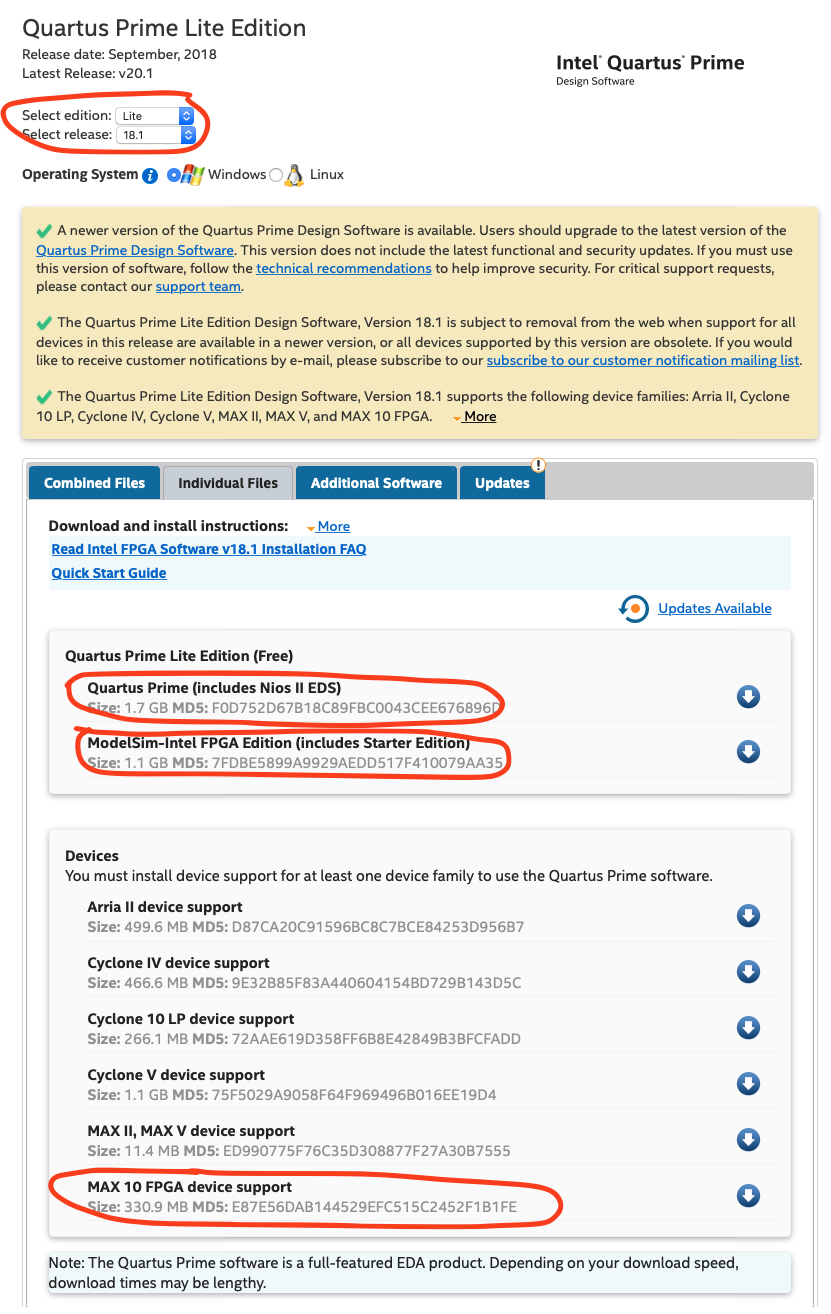 Quartus Prime Lite Edition
Release date: September, 2018
Latest Release: v20.1
Intel® Quartus® Prime
Design Software
Select edition: Lite
Select release: 18.1
Operating System i Windows Linux
A newer version of the Quartus Prime Design Software is available. Users should upgrade to the latest version of the
Quartus Prime Design Software. This version does not include the latest functional and security updates. If you must use
this version of software, follow the technical recommendations to help improve security. For critical support requests,
please contact our support team.
The Quartus Prime Lite Edition Design Software, Version 18.1 is subject to removal from the web when support for all
devices in this release are available in a newer version, or all devices supported by this version are obsolete. If you would
like to receive customer notifications by e-mail, please subscribe to our subscribe to our customer notification mailing list.
The Quartus Prime Lite Edition Design Software, Version 18.1 supports the following device families: Arria II, Cyclone
10 LP, Cyclone IV, Cyclone V, MAX II, MAX V, and MAX 10 FPGA. More
Combined Files Individual Files Additional Software Updates !
Download and install instructions: More
Read Intel FPGA Software v18.1 Installation FAQ
Quick Start Guide
Updates Available
Quartus Prime Lite Edition (Free)
Quartus Prime (includes Nios II EDS)
Size: 1.7 GB MD5: F0D752D67B18C89FBC0043CEE676896D
ModelSim-Intel FPGA Edition (includes Starter Edition)
Size: 1.1 GB MD5: 7FDBE5899A9929AEDD517F410079AA35
Devices
You must install device support for at least one device family to use the Quartus Prime software.
Arria II device support
Size: 499.6 MB MD5: D87CA20C91596BC8C7BCE84253D956B7
Cyclone IV device support
Size: 466.6 MB MD5: 9E32B85F83A440604154BD729B143D5C
Cyclone 10 LP device support
Size: 266.1 MB MD5: 72AAE619D358FF6B8E42849B3BFCFADD
Cyclone V device support
Size: 1.1 GB MD5: 75F5029A9058F64F969496B016EE19D4
MAX II, MAX V device support
Size: 11.4 MB MD5: ED990775F76C35D308877F27A30B7555
MAX 10 FPGA device support
Size: 330.9 MB MD5: E87E56DAB144529EFC515C2452F1B1FE
Note: The Quartus Prime software is a full-featured EDA product. Depending on your download speed,
download times may be lengthy.